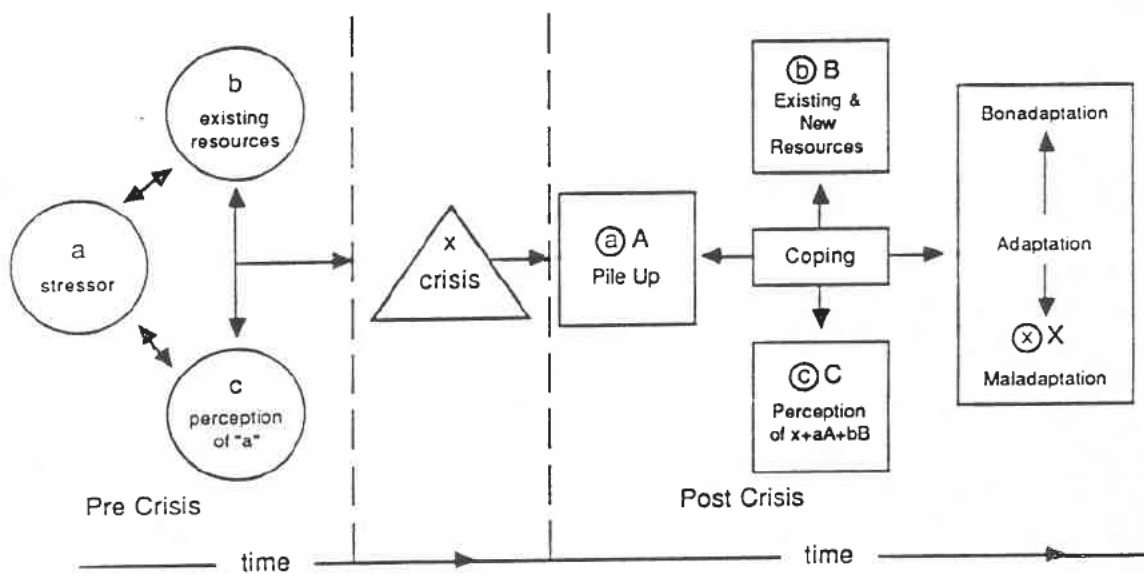 b
existing
resources
a
stressor
c
perception
of "a"
Pre Crisis
x
crisis
ⓐ A
Pile Up
ⓑ B
Existing &
New
Resources
Coping
ⓒ C
Perception
of x+aA+bB
Post Crisis
Bonadaptation
Adaptation
ⓧ X
Maladaptation
time
time